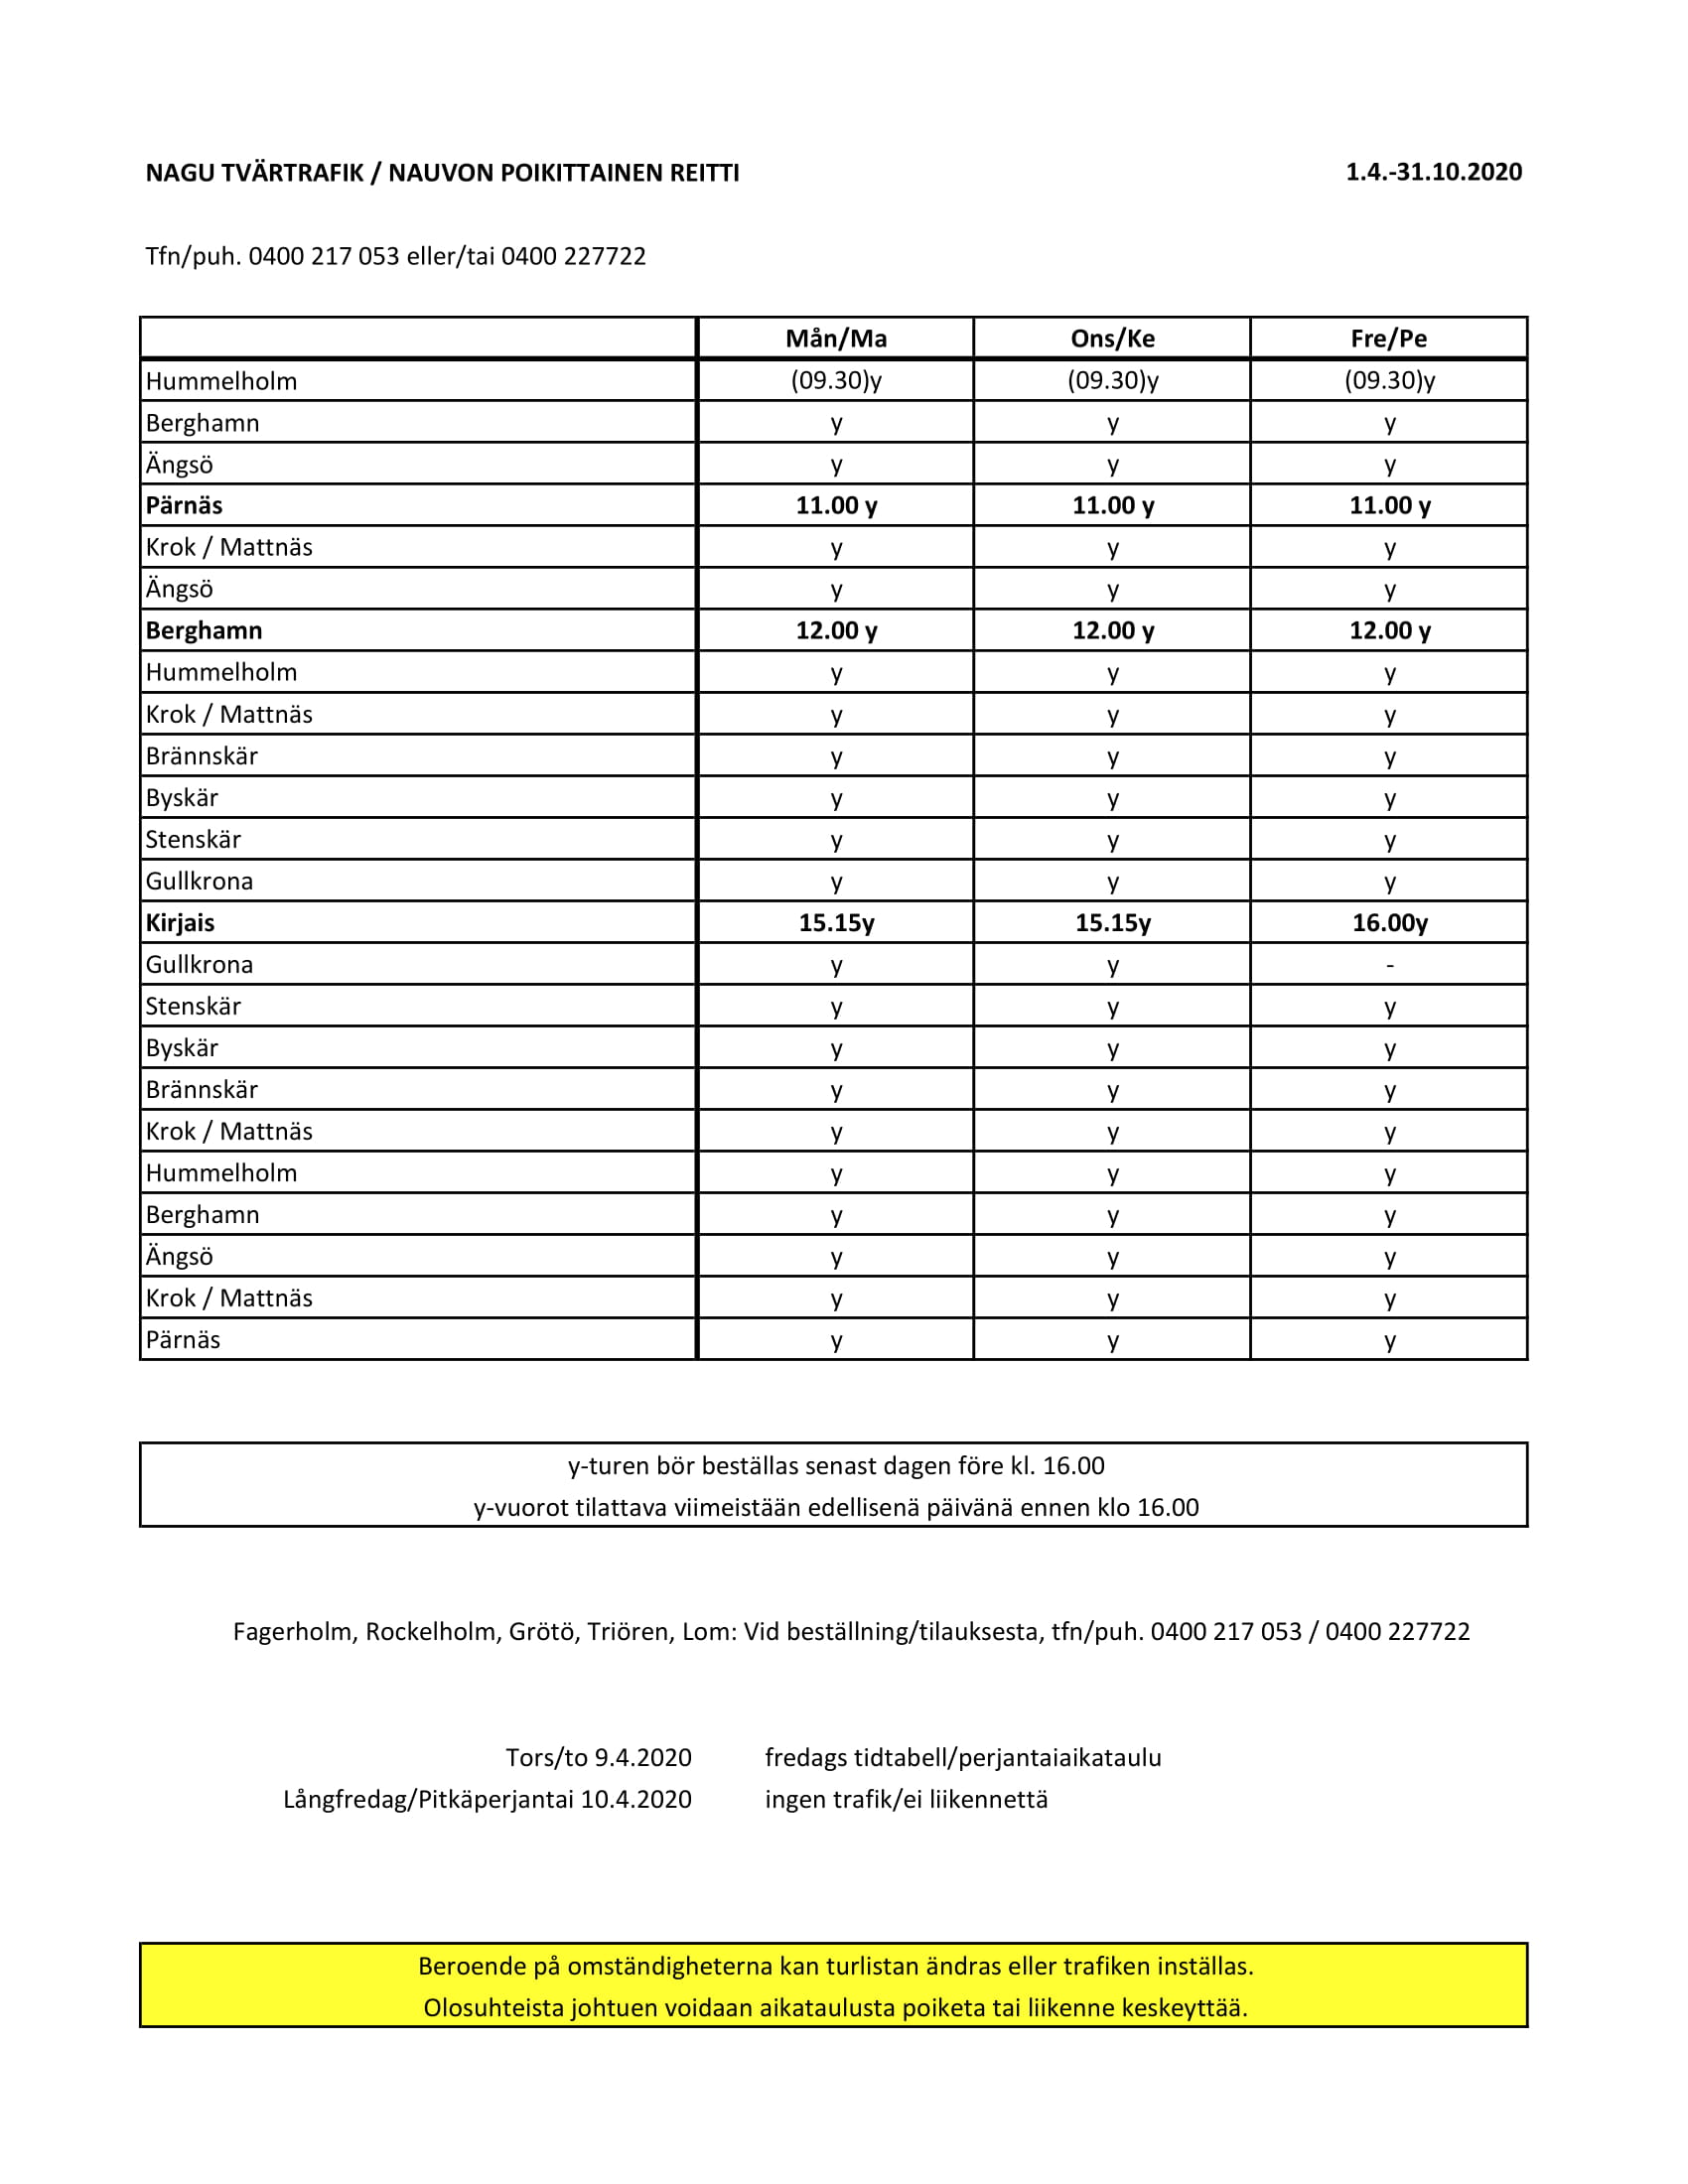 NAGU TVÄRTRAFIK / NAUVON POIKITTAINEN REITTI 1.4.-31.10.2020
Tfn/puh. 0400 217 053 eller/tai 0400 227722
Mån/Ma Ons/Ke Fre/Pe
Hummelholm (09.30)y (09.30)y (09.30)y
Berghamn y y y
Ängsö y y y
Pärnäs 11.00 y 11.00 y 11.00 y
Krok / Mattnäs y y y
Ängsö y y y
Berghamn 12.00 y 12.00 y 12.00 y
Hummelholm y y y
Krok / Mattnäs y y y
Brännskär y y y
Byskär y y y
Stenskär y y y
Gullkrona y y y
Kirjais 15.15y 15.15y 16.00y
Gullkrona y y -
Stenskär y y y
Byskär y y y
Brännskär y y y
Krok / Mattnäs y y y
Hummelholm y y y
Berghamn y y y
Ängsö y y y
Krok / Mattnäs y y y
Pärnäs y y y
y-turen bör beställas senast dagen före kl. 16.00
y-vuorot tilattava viimeistään edellisenä päivänä ennen klo 16.00
Fagerholm, Rockelholm, Grötö, Triören, Lom: Vid beställning/tilauksesta, tfn/puh. 0400 217 053 / 0400 227722
Tors/to 9.4.2020 fredags tidtabell/perjantaiaikataulu
Långfredag/Pitkäperjantai 10.4.2020 ingen trafik/ei liikennettä
Beroende på omständigheterna kan turlistan ändras eller trafiken inställas.
Olosuhteista johtuen voidaan aikataulusta poiketa tai liikenne keskeyttää.